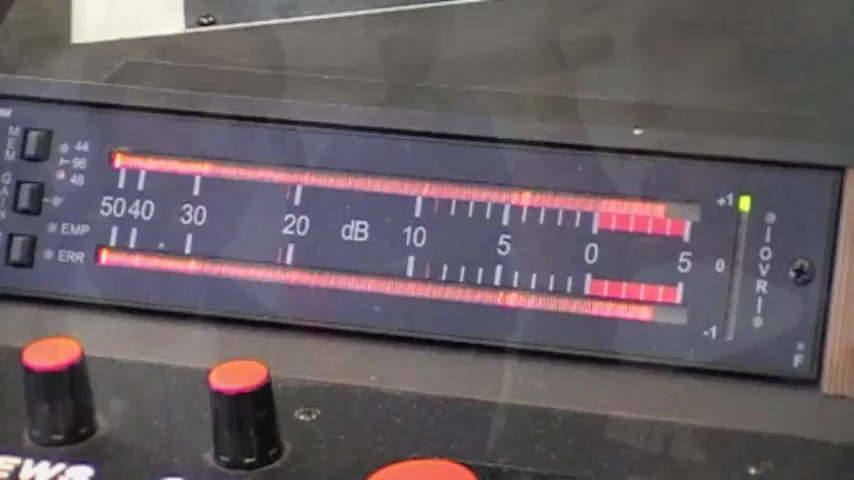 MEM
44
96
48
GAIN
EMP
ERR
50 40 30 20 dB 10 5 0 5
+1
0
-1
IOVRI
F
EWS